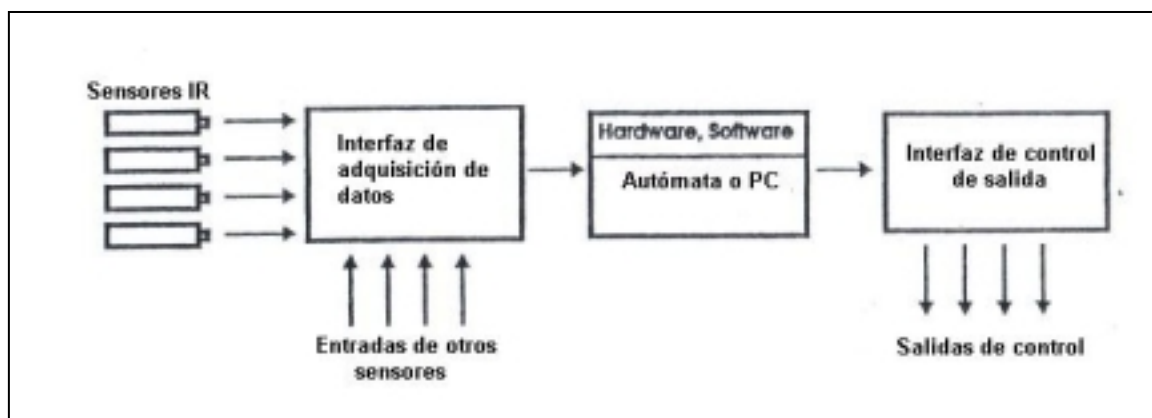 Sensores IR
Interfaz de
adquisición de
datos
Hardware, Software
Autómata o PC
Interfaz de control
de salida
Entradas de otros
sensores
Salidas de control